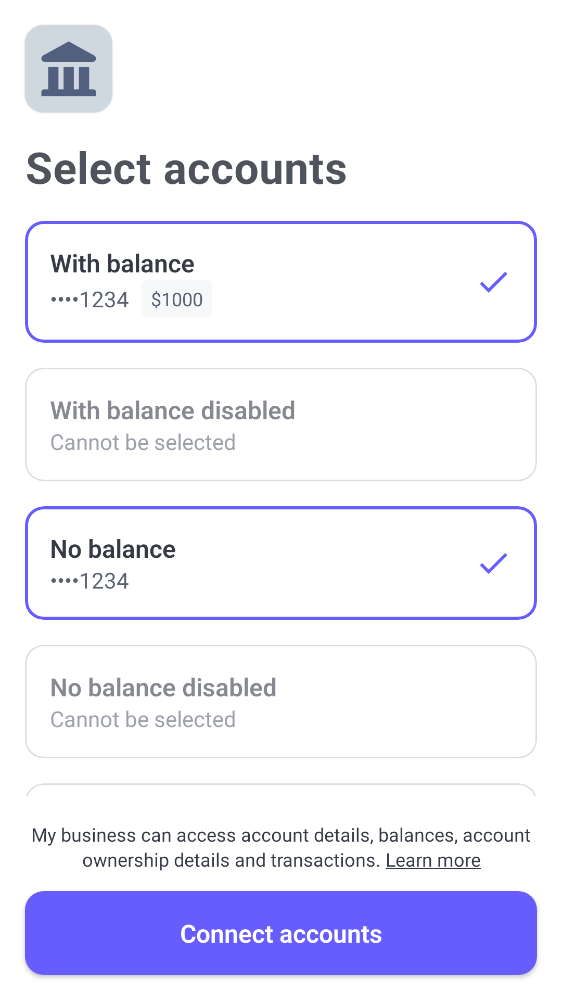 Select accounts
With balance
••••1234 $1000
With balance disabled
Cannot be selected
No balance
••••1234
No balance disabled
Cannot be selected
My business can access account details, balances, account
ownership details and transactions. Learn more
Connect accounts